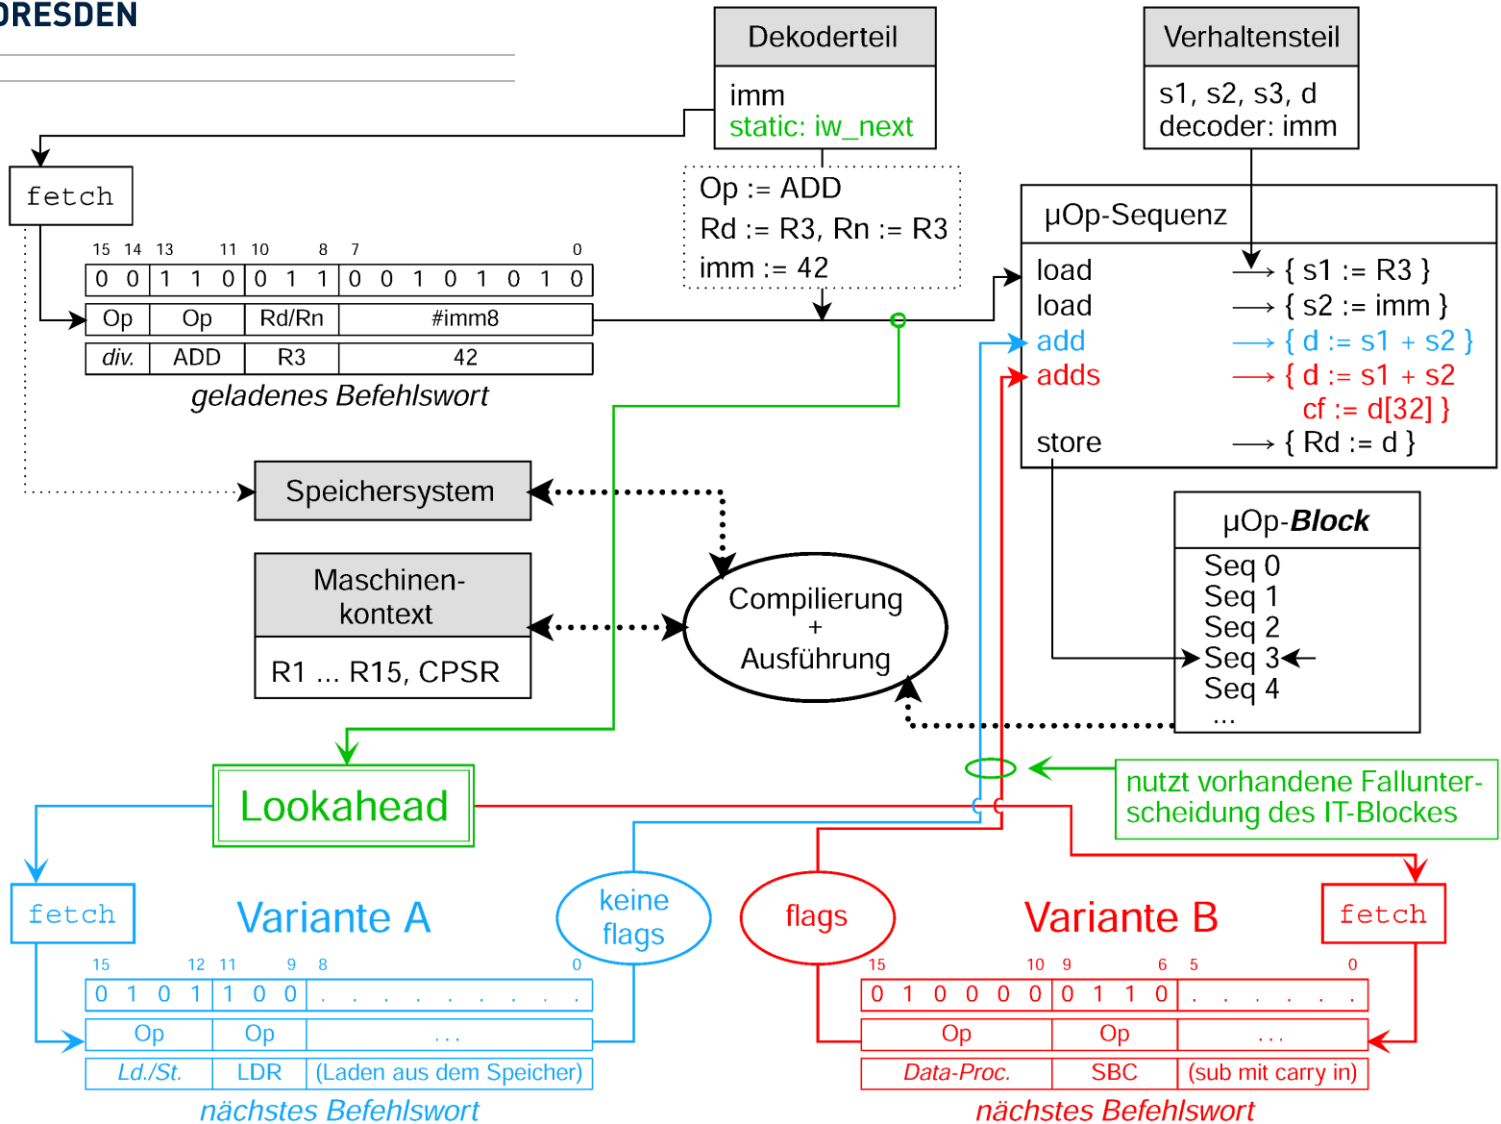 DRESDEN
Dekoderteil
imm
static: iw_next
Verhaltensteil
s1, s2, s3, d
decoder: imm
fetch
Op := ADD
Rd := R3, Rn := R3
imm := 42
15 14 13 11 10 8 7 0
0 0 1 1 0 0 1 1 0 0 1 0 1 0 1 0
Op Op Rd/Rn #imm8
div. ADD R3 42
geladenes Befehlswort
µOp-Sequenz
load → { s1 := R3 }
load → { s2 := imm }
add → { d := s1 + s2 }
adds → { d := s1 + s2
cf := d[32] }
store → { Rd := d }
Speichersystem
Maschinen-
kontext
R1 ... R15, CPSR
Compilierung
+
Ausführung
µOp-Block
Seq 0
Seq 1
Seq 2
Seq 3
Seq 4
...
Lookahead
nutzt vorhandene Fallunter-
scheidung des IT-Blockes
fetch
Variante A
keine
flags
15 12 11 9 8 0
0 1 0 1 1 0 0 . . . . . . . . .
Op Op ...
Ld./St. LDR (Laden aus dem Speicher)
nächstes Befehlswort
flags
Variante B
fetch
15 10 9 6 5 0
0 1 0 0 0 0 0 1 1 0 . . . . . .
Op Op ...
Data-Proc. SBC (sub mit carry in)
nächstes Befehlswort